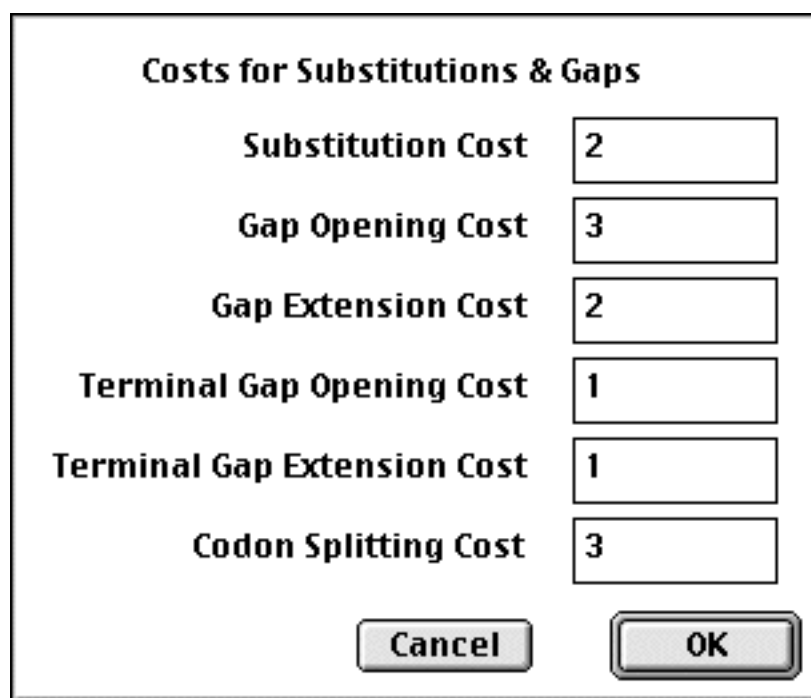 Costs for Substitutions & Gaps
Substitution Cost 2
Gap Opening Cost 3
Gap Extension Cost 2
Terminal Gap Opening Cost 1
Terminal Gap Extension Cost 1
Codon Splitting Cost 3
Cancel OK